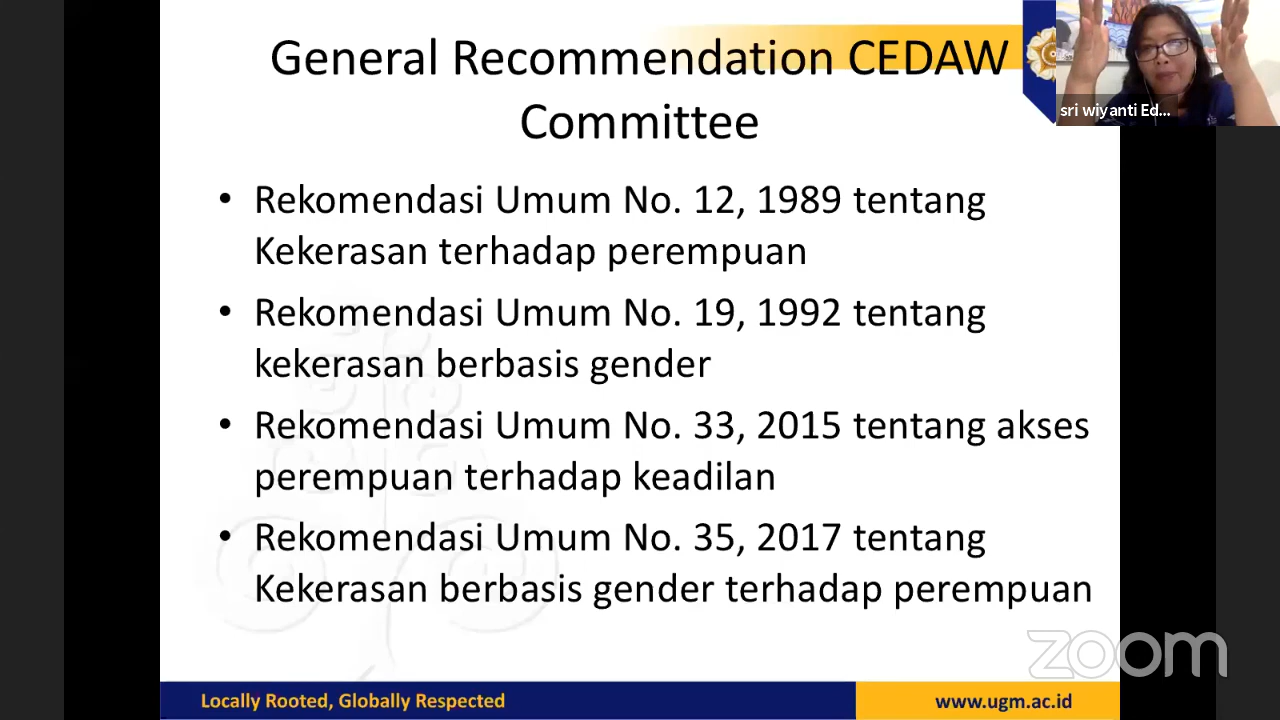 General Recommendation CEDAW
Committee
sri wiyanti Ed...
• Rekomendasi Umum No. 12, 1989 tentang
Kekerasan terhadap perempuan
• Rekomendasi Umum No. 19, 1992 tentang
kekerasan berbasis gender
• Rekomendasi Umum No. 33, 2015 tentang akses
perempuan terhadap keadilan
• Rekomendasi Umum No. 35, 2017 tentang
Kekerasan berbasis gender terhadap perempuan
zoom
Locally Rooted, Globally Respected
www.ugm.ac.id